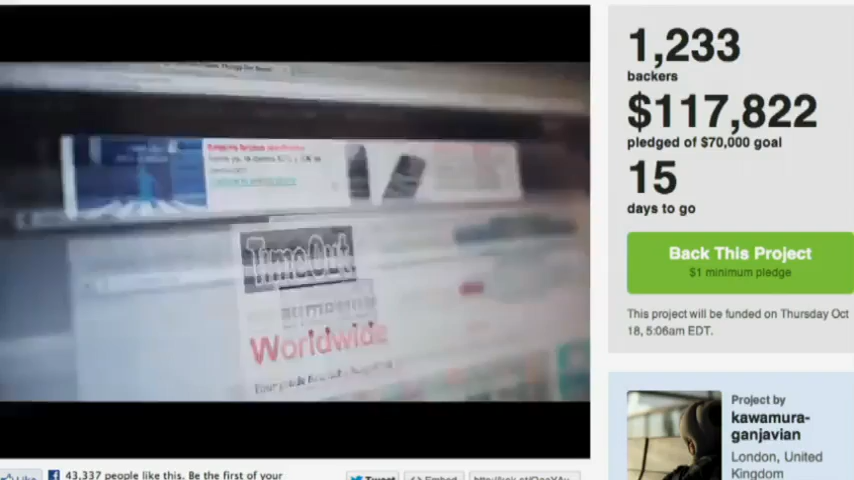 1,233
backers
$117,822
pledged of $70,000 goal
15
days to go
Back This Project
$1 minimum pledge
This project will be funded on Thursday Oct
18, 5:06am EDT.
Project by
kawamura-
ganjavian
London, United
Kingdom
TimeOut
Worldwide
Like
43,337 people like this. Be the first of your
Tweet
Embed